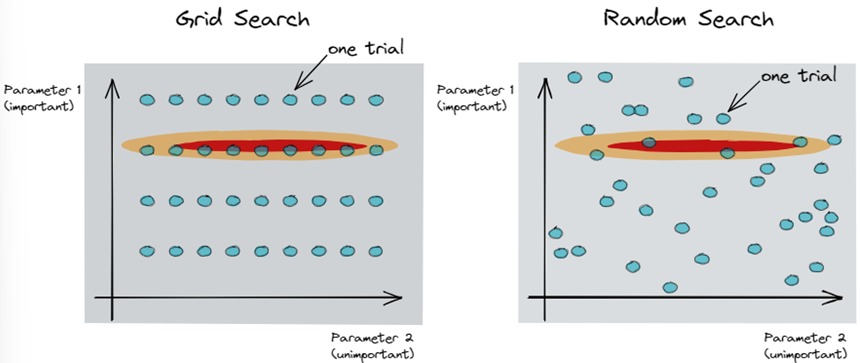 Grid Search
one trial
Parameter 1
(important)
Parameter 2
(unimportant)
Random Search
one trial
Parameter 1
(important)
Parameter 2
(unimportant)